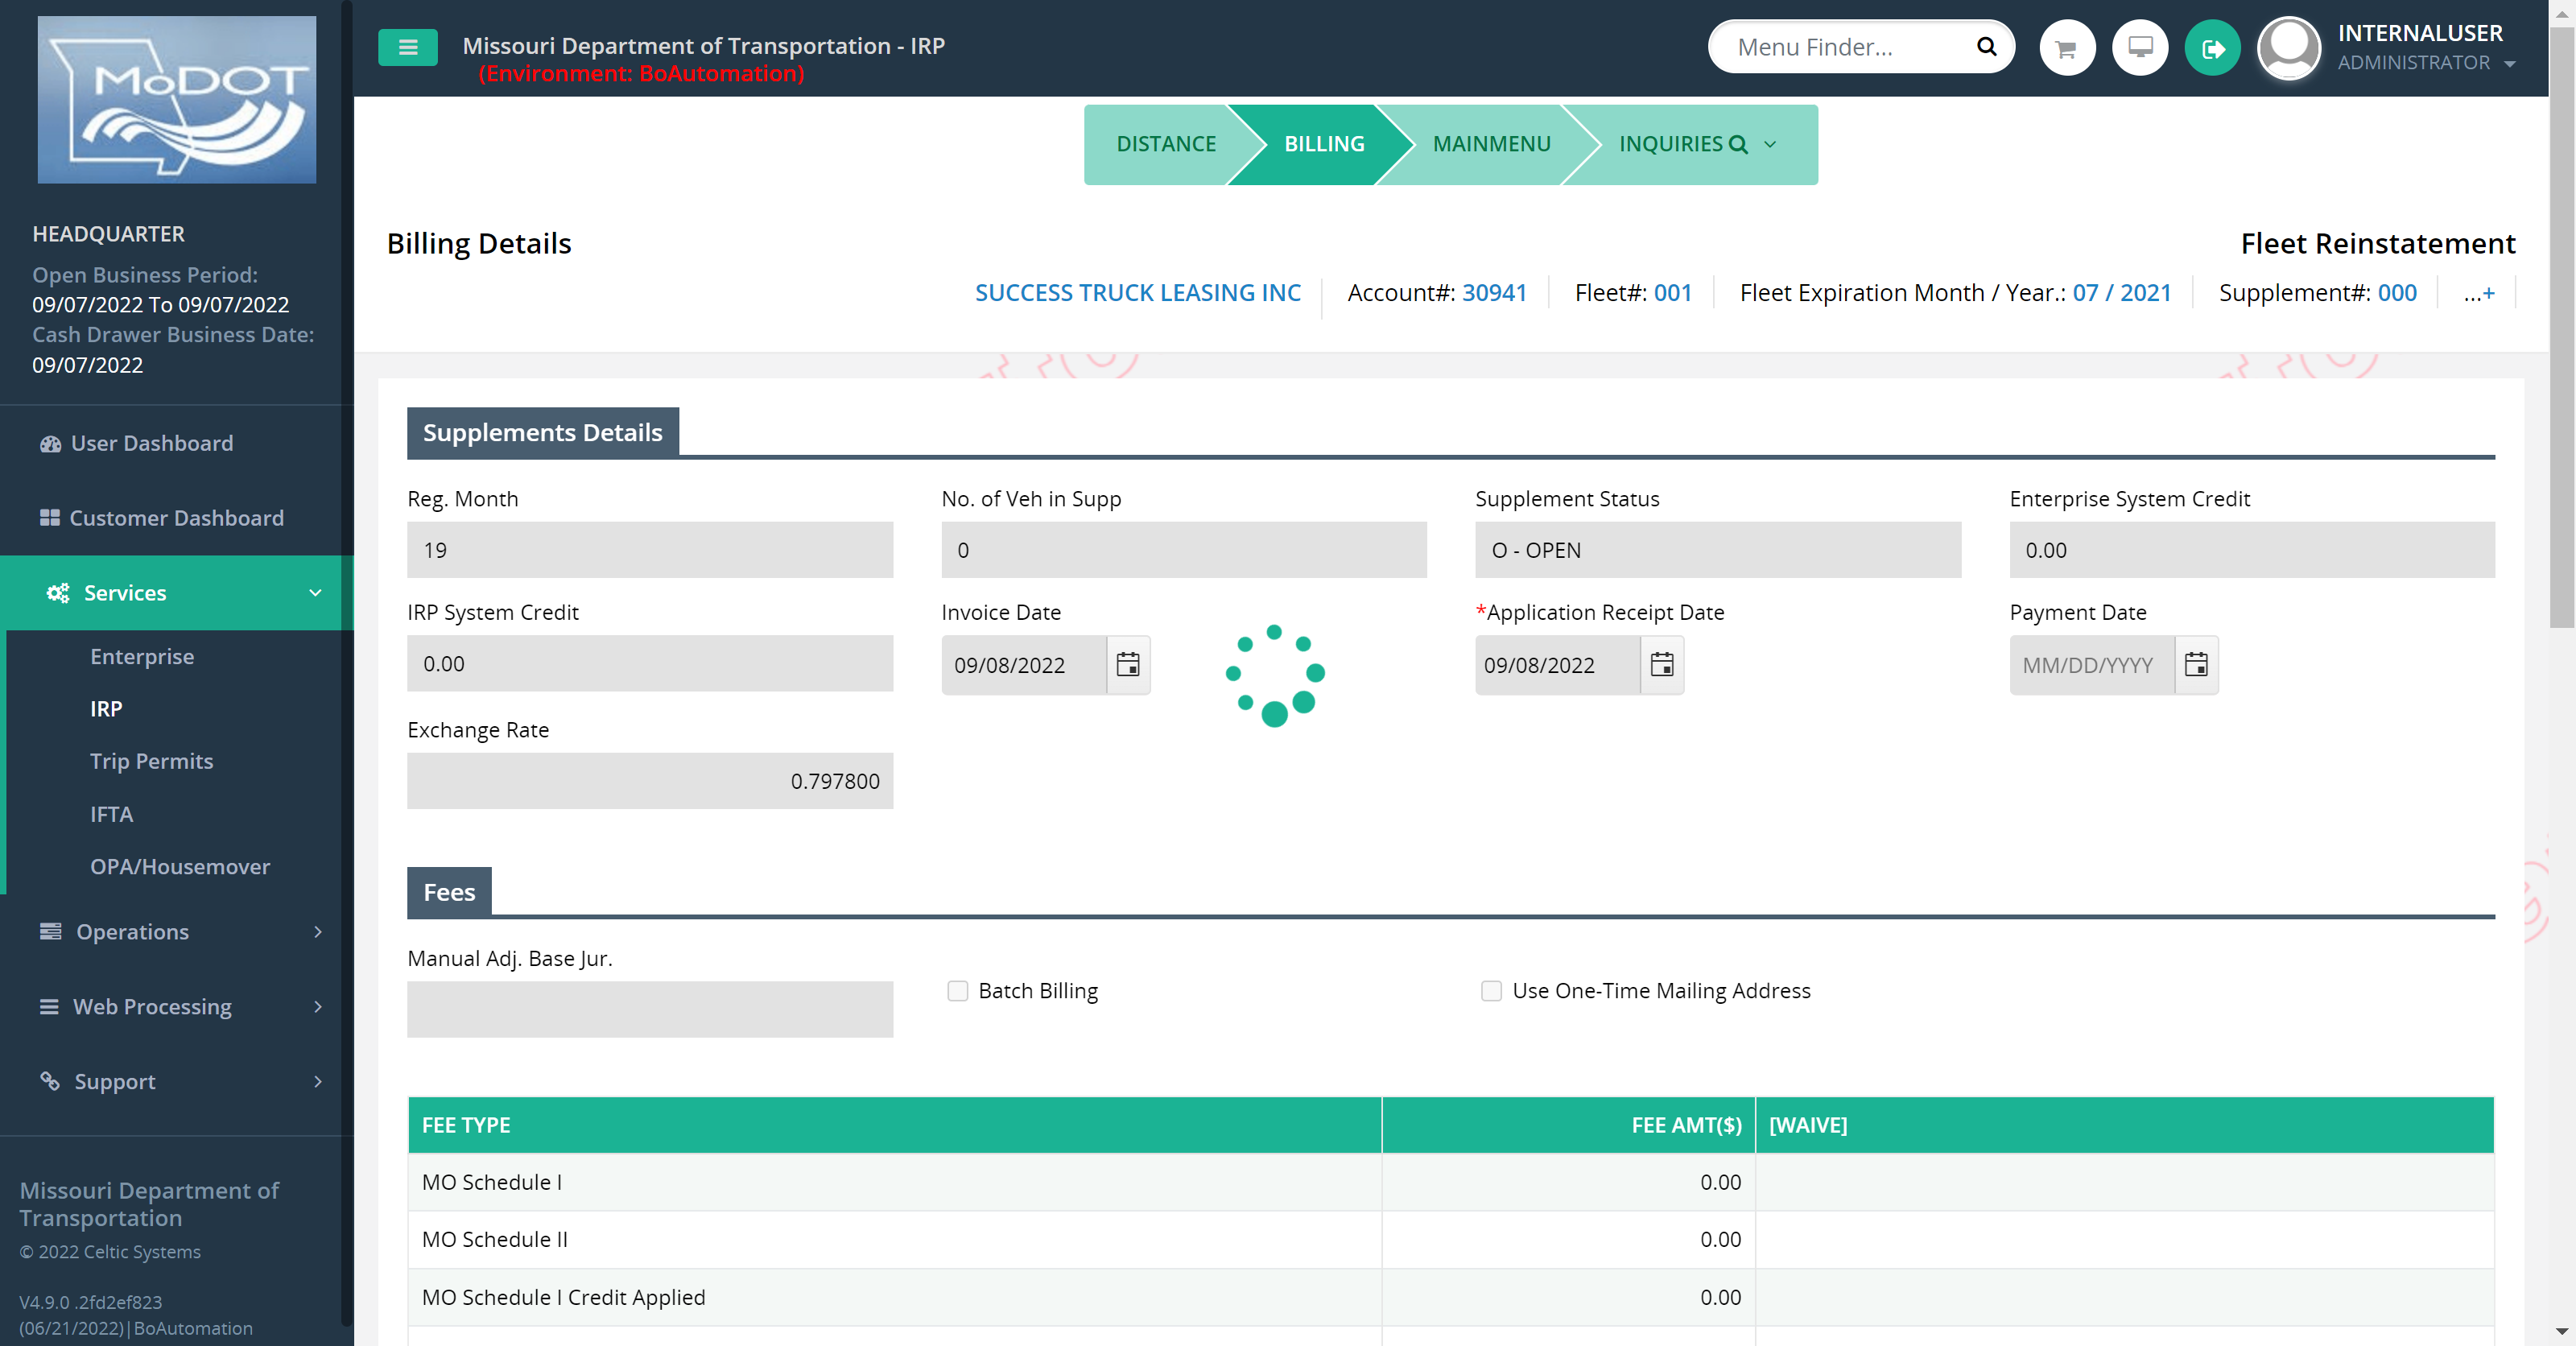 MoDOT
Missouri Department of Transportation - IRP
(Environment: BoAutomation)
Menu Finder...
INTERNALUSER
ADMINISTRATOR
DISTANCE
BILLING
MAINMENU
INQUIRIES
HEADQUARTER
Open Business Period:
09/07/2022 To 09/07/2022
Cash Drawer Business Date:
09/07/2022
User Dashboard
Customer Dashboard
Services
Enterprise
IRP
Trip Permits
IFTA
OPA/Housemover
Operations
Web Processing
Support
Missouri Department of
Transportation
© 2022 Celtic Systems
V4.9.0 .2fd2ef823
(06/21/2022)|BoAutomation
Billing Details
Fleet Reinstatement
SUCCESS TRUCK LEASING INC Account#: 30941 Fleet#: 001 Fleet Expiration Month / Year.: 07 / 2021 Supplement#: 000 ...+
Supplements Details
Reg. Month No. of Veh in Supp Supplement Status Enterprise System Credit
19 0 O - OPEN 0.00
IRP System Credit Invoice Date *Application Receipt Date Payment Date
0.00 09/08/2022 09/08/2022 MM/DD/YYYY
Exchange Rate
0.797800
Fees
Manual Adj. Base Jur.
Batch Billing Use One-Time Mailing Address
FEE TYPE FEE AMT($) [WAIVE]
MO Schedule I 0.00
MO Schedule II 0.00
MO Schedule I Credit Applied 0.00